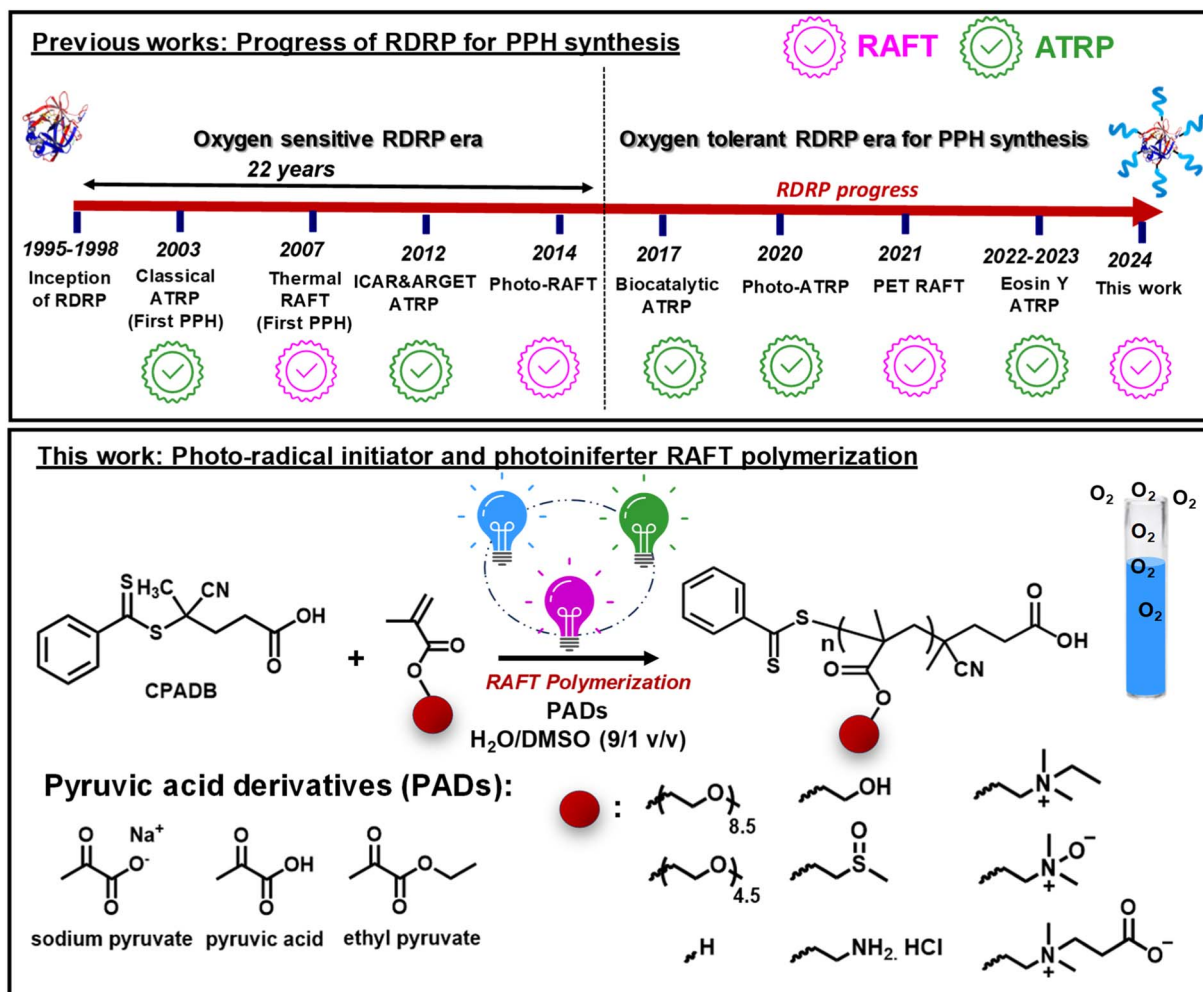 Previous works: Progress of RDRP for PPH synthesis
RAFT
ATRP
Oxygen sensitive RDRP era
Oxygen tolerant RDRP era for PPH synthesis
22 years
RDRP progress
1995-1998
Inception
of RDRP
2003
Classical
ATRP
(First PPH)
2007
Thermal
RAFT
(First PPH)
2012
ICAR&ARGET
ATRP
2014
Photo-RAFT
2017
Biocatalytic
ATRP
2020
Photo-ATRP
2021
PET RAFT
2022-2023
Eosin Y
ATRP
2024
This work
This work: Photo-radical initiator and photoiniferter RAFT polymerization
O₂ O₂ O₂
O₂
O₂
O₂
S H₃C CN
S
OH
O
CPADB
+
O
O
RAFT Polymerization
PADs
H₂O/DMSO (9/1 v/v)
S
S
n
O
O
CN
O
OH
Pyruvic acid derivatives (PADs):
O Na⁺
O⁻
O
sodium pyruvate
O
OH
O
pyruvic acid
O
O
O
ethyl pyruvate
:
O
8.5
OH
N
+
O
4.5
O
S
N
+
O⁻
H
NH₂. HCl
N
+
O
O⁻